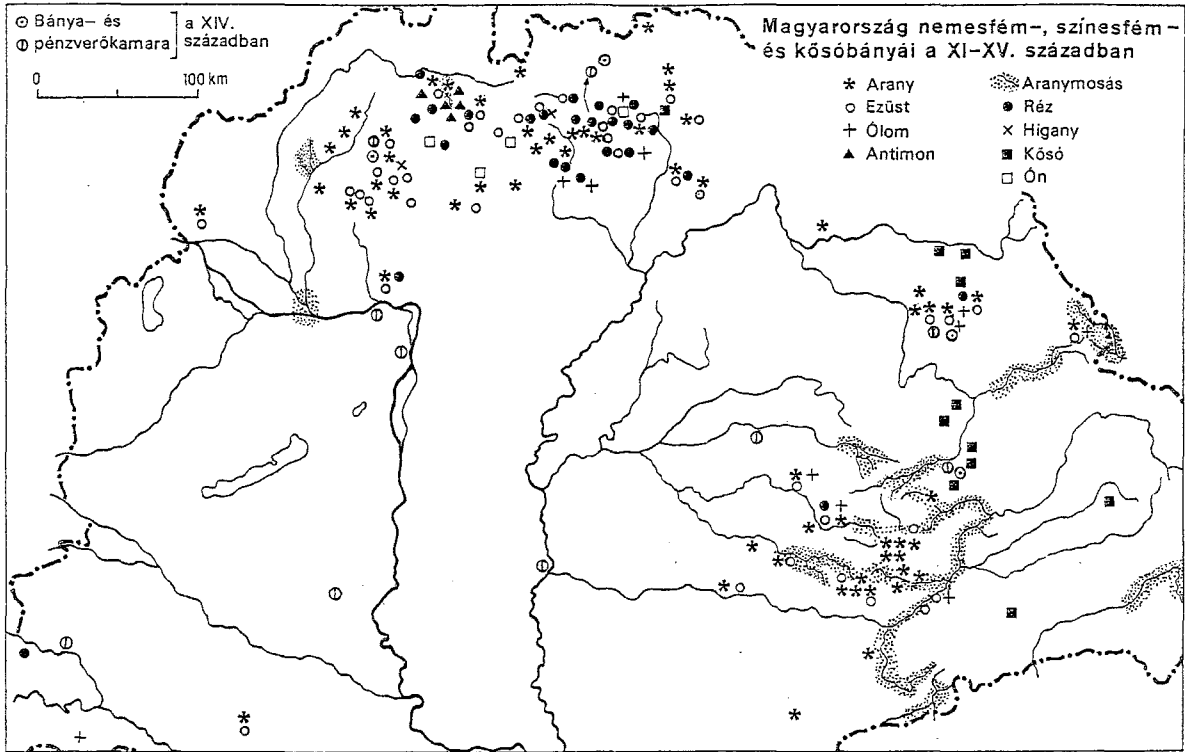 Bánya- és
pénzverőkamara
a XIV.
században
0 100 km
Magyarország nemesfém-, színesfém-
és kősóbányái a XI-XV. században
Arany
Ezüst
Ólom
Antimon
Aranymosás
Réz
Higany
Kősó
Ón